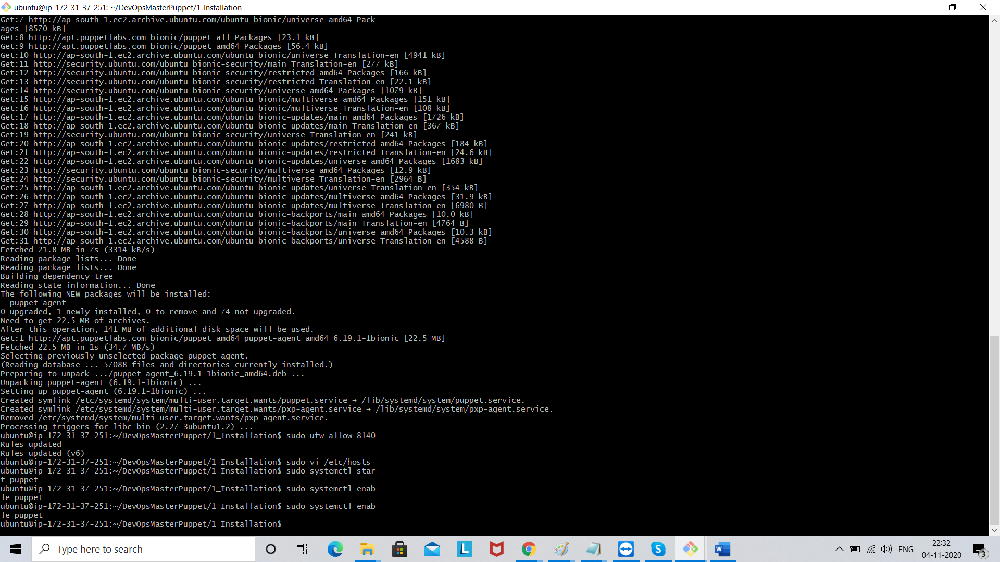 ubuntu@ip-172-31-37-251: ~/DevOpsMasterPuppet/1_Installation
Get:7 http://ap-south-1.ec2.archive.ubuntu.com/ubuntu bionic/universe amd64 Pack
ages [8570 kB]
Get:8 http://apt.puppetlabs.com bionic/puppet all Packages [23.1 kB]
Get:9 http://apt.puppetlabs.com bionic/puppet amd64 Packages [56.4 kB]
Get:10 http://ap-south-1.ec2.archive.ubuntu.com/ubuntu bionic/universe Translation-en [4941 kB]
Get:11 http://security.ubuntu.com/ubuntu bionic-security/main Translation-en [277 kB]
Get:12 http://security.ubuntu.com/ubuntu bionic-security/restricted amd64 Packages [166 kB]
Get:13 http://security.ubuntu.com/ubuntu bionic-security/restricted Translation-en [22.1 kB]
Get:14 http://security.ubuntu.com/ubuntu bionic-security/universe amd64 Packages [1079 kB]
Get:15 http://ap-south-1.ec2.archive.ubuntu.com/ubuntu bionic/multiverse amd64 Packages [151 kB]
Get:16 http://ap-south-1.ec2.archive.ubuntu.com/ubuntu bionic/multiverse Translation-en [108 kB]
Get:17 http://ap-south-1.ec2.archive.ubuntu.com/ubuntu bionic-updates/main amd64 Packages [1726 kB]
Get:18 http://ap-south-1.ec2.archive.ubuntu.com/ubuntu bionic-updates/main Translation-en [367 kB]
Get:19 http://security.ubuntu.com/ubuntu bionic-security/universe Translation-en [241 kB]
Get:20 http://ap-south-1.ec2.archive.ubuntu.com/ubuntu bionic-updates/restricted amd64 Packages [184 kB]
Get:21 http://ap-south-1.ec2.archive.ubuntu.com/ubuntu bionic-updates/restricted Translation-en [24.6 kB]
Get:22 http://ap-south-1.ec2.archive.ubuntu.com/ubuntu bionic-updates/universe amd64 Packages [1683 kB]
Get:23 http://security.ubuntu.com/ubuntu bionic-security/multiverse amd64 Packages [12.9 kB]
Get:24 http://security.ubuntu.com/ubuntu bionic-security/multiverse Translation-en [2964 B]
Get:25 http://ap-south-1.ec2.archive.ubuntu.com/ubuntu bionic-updates/universe Translation-en [354 kB]
Get:26 http://ap-south-1.ec2.archive.ubuntu.com/ubuntu bionic-updates/multiverse amd64 Packages [31.9 kB]
Get:27 http://ap-south-1.ec2.archive.ubuntu.com/ubuntu bionic-updates/multiverse Translation-en [6980 B]
Get:28 http://ap-south-1.ec2.archive.ubuntu.com/ubuntu bionic-backports/main amd64 Packages [10.0 kB]
Get:29 http://ap-south-1.ec2.archive.ubuntu.com/ubuntu bionic-backports/main Translation-en [4764 B]
Get:30 http://ap-south-1.ec2.archive.ubuntu.com/ubuntu bionic-backports/universe amd64 Packages [10.3 kB]
Get:31 http://ap-south-1.ec2.archive.ubuntu.com/ubuntu bionic-backports/universe Translation-en [4588 B]
Fetched 21.8 MB in 7s (3314 kB/s)
Reading package lists... Done
Reading package lists... Done
Building dependency tree
Reading state information... Done
The following NEW packages will be installed:
  puppet-agent
0 upgraded, 1 newly installed, 0 to remove and 74 not upgraded.
Need to get 22.5 MB of archives.
After this operation, 141 MB of additional disk space will be used.
Get:1 http://apt.puppetlabs.com bionic/puppet amd64 puppet-agent amd64 6.19.1-1bionic [22.5 MB]
Fetched 22.5 MB in 1s (34.7 MB/s)
Selecting previously unselected package puppet-agent.
(Reading database ... 57088 files and directories currently installed.)
Preparing to unpack .../puppet-agent_6.19.1-1bionic_amd64.deb ...
Unpacking puppet-agent (6.19.1-1bionic) ...
Setting up puppet-agent (6.19.1-1bionic) ...
Created symlink /etc/systemd/system/multi-user.target.wants/puppet.service → /lib/systemd/system/puppet.service.
Created symlink /etc/systemd/system/multi-user.target.wants/pxp-agent.service → /lib/systemd/system/pxp-agent.service.
Removed /etc/systemd/system/multi-user.target.wants/pxp-agent.service.
Processing triggers for libc-bin (2.27-3ubuntu1.2) ...
ubuntu@ip-172-31-37-251:~/DevOpsMasterPuppet/1_Installation$ sudo ufw allow 8140
Rules updated
Rules updated (v6)
ubuntu@ip-172-31-37-251:~/DevOpsMasterPuppet/1_Installation$ sudo vi /etc/hosts
ubuntu@ip-172-31-37-251:~/DevOpsMasterPuppet/1_Installation$ sudo systemctl star
t puppet
ubuntu@ip-172-31-37-251:~/DevOpsMasterPuppet/1_Installation$ sudo systemctl enab
le puppet
ubuntu@ip-172-31-37-251:~/DevOpsMasterPuppet/1_Installation$ sudo systemctl enab
le puppet
ubuntu@ip-172-31-37-251:~/DevOpsMasterPuppet/1_Installation$
Type here to search
L
S
W
ENG
22:32
04-11-2020
3